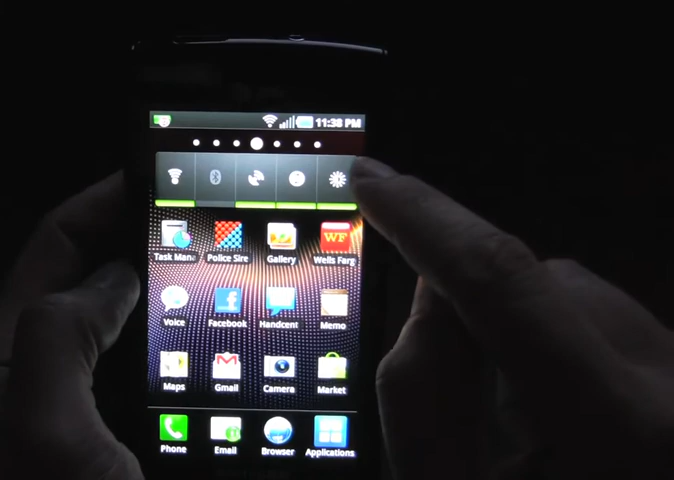 11:38 PM
Task Mana Police Sire Gallery Wells Farg
WF
Voice Facebook Handcent Memo
Maps Gmail Camera Market
Phone Email Browser Applications